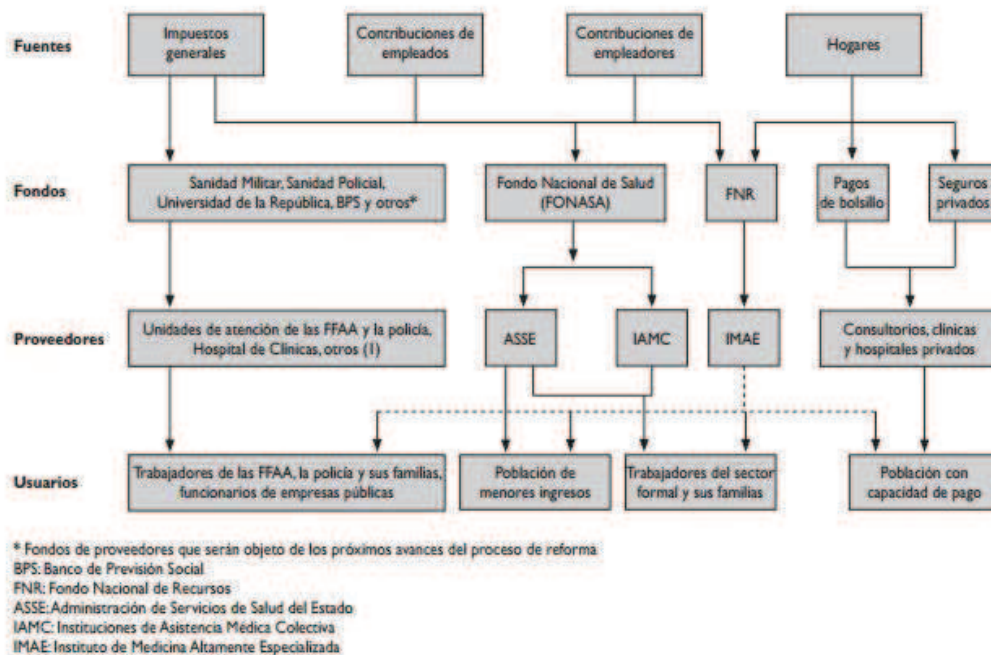 Fuentes
Impuestos
generales
Contribuciones de
empleados
Contribuciones de
empleadores
Hogares
Fondos
Sanidad Militar, Sanidad Policial,
Universidad de la República, BPS y otros*
Fondo Nacional de Salud
(FONASA)
FNR
Pagos
de bolsillo
Seguros
privados
Proveedores
Unidades de atención de las FFAA y la policía,
Hospital de Clínicas, otros (1)
ASSE
IAMC
IMAE
Consultorios, clínicas
y hospitales privados
Usuarios
Trabajadores de las FFAA, la policía y sus familias,
funcionarios de empresas públicas
Población de
menores ingresos
Trabajadores del sector
formal y sus familias
Población con
capacidad de pago
* Fondos de proveedores que serán objeto de los próximos avances del proceso de reforma
BPS: Banco de Previsión Social
FNR: Fondo Nacional de Recursos
ASSE: Administración de Servicios de Salud del Estado
IAMC: Instituciones de Asistencia Médica Colectiva
IMAE: Instituto de Medicina Altamente Especializada